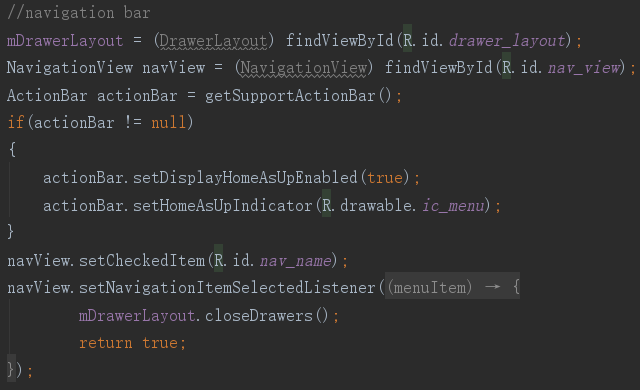 //navigation bar
mDrawerLayout = (DrawerLayout) findViewById(R.id.drawer_layout);
NavigationView navView = (NavigationView) findViewById(R.id.nav_view);
ActionBar actionBar = getSupportActionBar();
if(actionBar != null)
{
actionBar.setDisplayHomeAsUpEnabled(true);
actionBar.setHomeAsUpIndicator(R.drawable.ic_menu);
}
navView.setCheckedItem(R.id.nav_name);
navView.setNavigationItemSelectedListener((menuItem) → {
mDrawerLayout.closeDrawers();
return true;
});